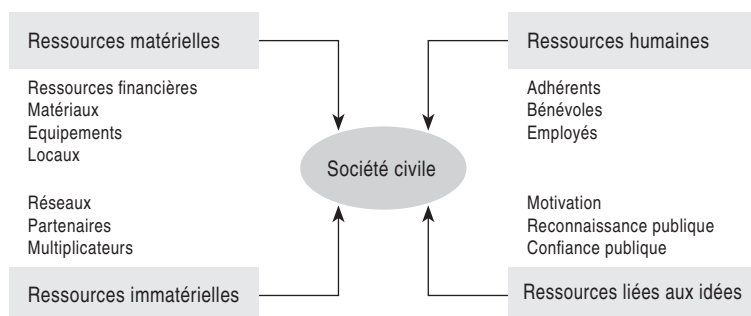 Ressources matérielles
Ressources financières
Matériaux
Equipements
Locaux
Réseaux
Partenaires
Multiplicateurs
Ressources immatérielles
Société civile
Ressources humaines
Adhérents
Bénévoles
Employés
Motivation
Reconnaissance publique
Confiance publique
Ressources liées aux idées